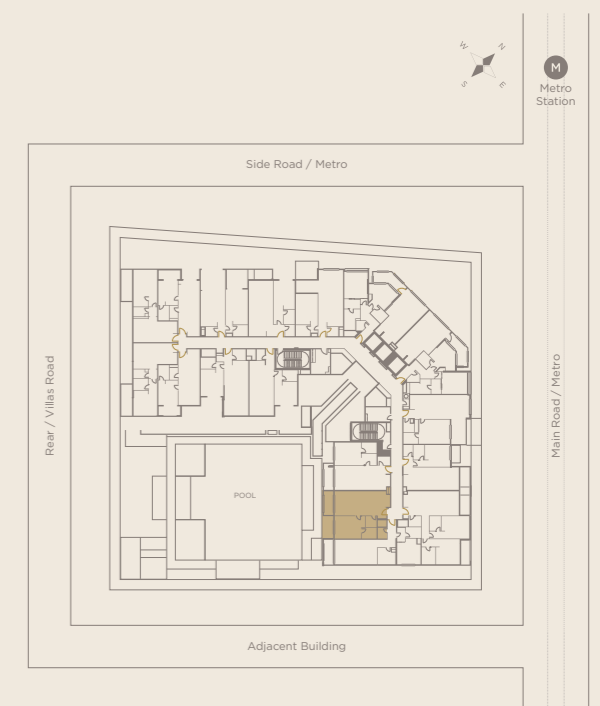 W
N
S
E
M
Metro
Station
Side Road / Metro
Rear / Villas Road
Main Road / Metro
POOL
Adjacent Building